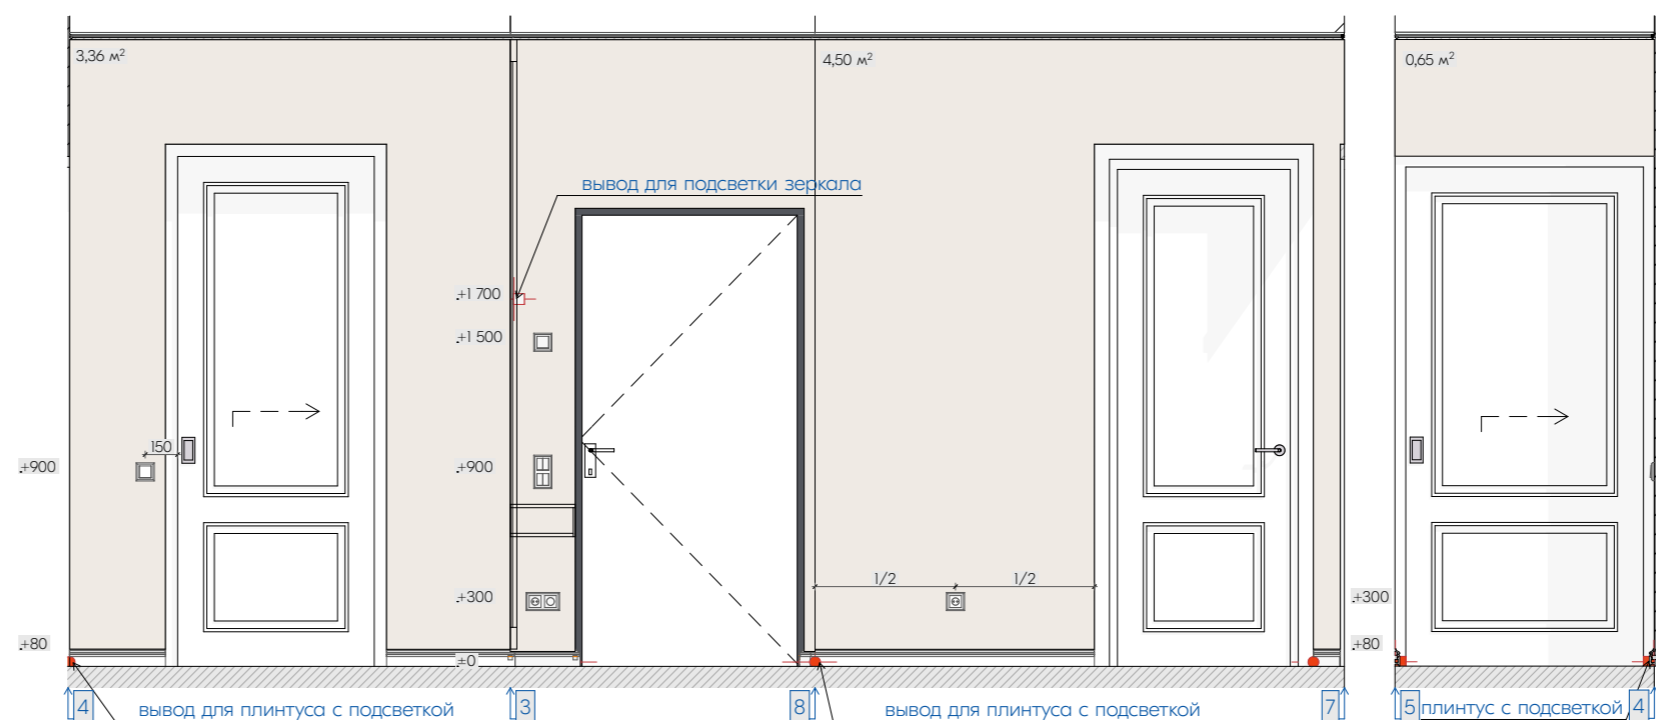 3,36 м²
4,50 м²
0,65 м²
вывод для подсветки зеркала
+1 700
+1 500
150
+900
+900
1/2
1/2
+300
+300
+80
+80
±0
4
вывод для плинтуса с подсветкой
3
8
вывод для плинтуса с подсветкой
7
5
плинтус с подсветкой
4